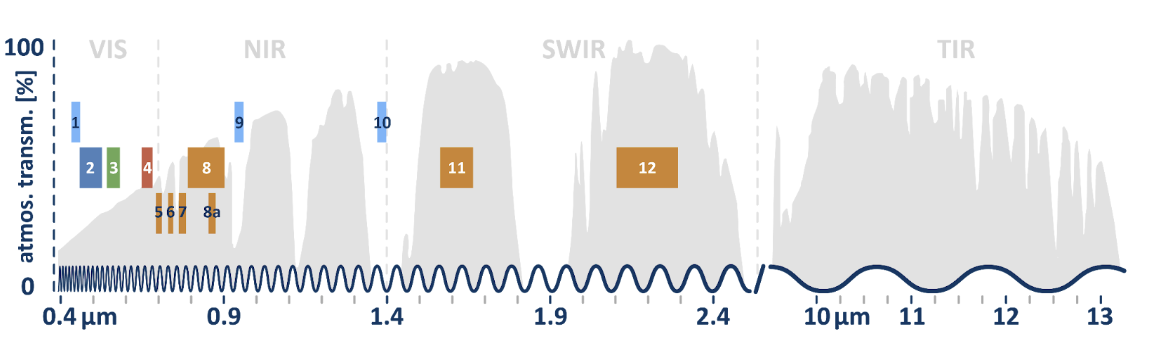 VIS NIR SWIR TIR
100
atmos. transm. [%]
1 9 10
2 3 4 8 11 12
5 6 7 8a
0
0.4 µm 0.9 1.4 1.9 2.4 10 µm 11 12 13